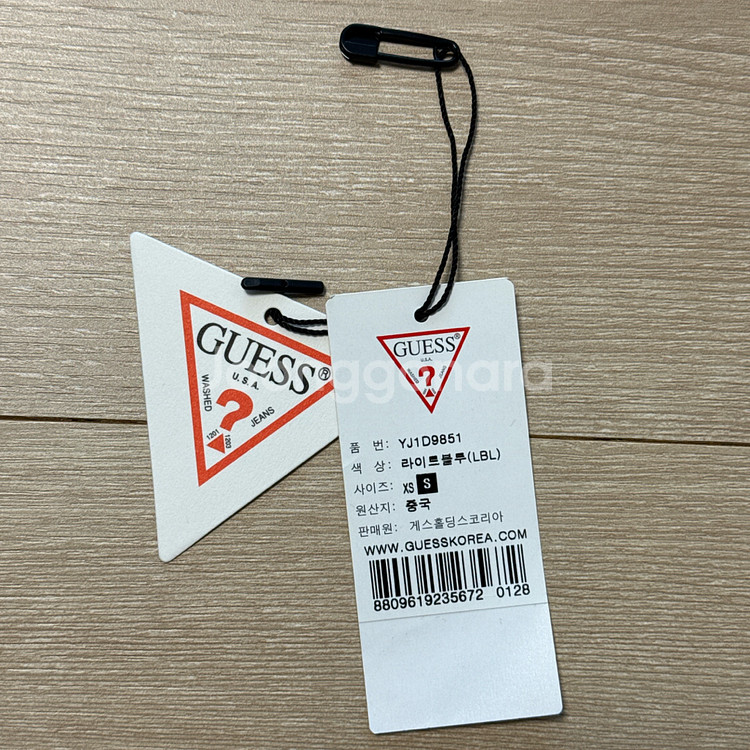 GUESS®
U.S.A.
WASHED
?
JEANS
1201
1203
GUESS®
U.S.A.
?
품 번: YJ1D9851
색 상: 라이트블루(LBL)
사이즈: XS S
원산지: 중국
판매원: 게스홀딩스코리아
WWW.GUESSKOREA.COM
8809619235672 0128